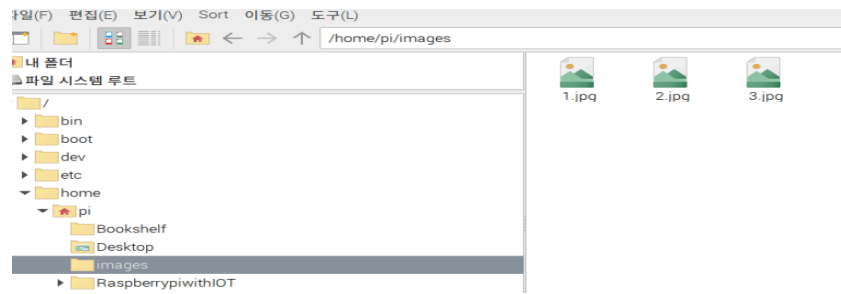 파일(F) 편집(E) 보기(V) Sort 이동(G) 도구(L)
/home/pi/images
내 폴더
파일 시스템 루트
/
bin
boot
dev
etc
home
pi
Bookshelf
Desktop
images
RaspberrypiwithIOT
1.jpg 2.jpg 3.jpg